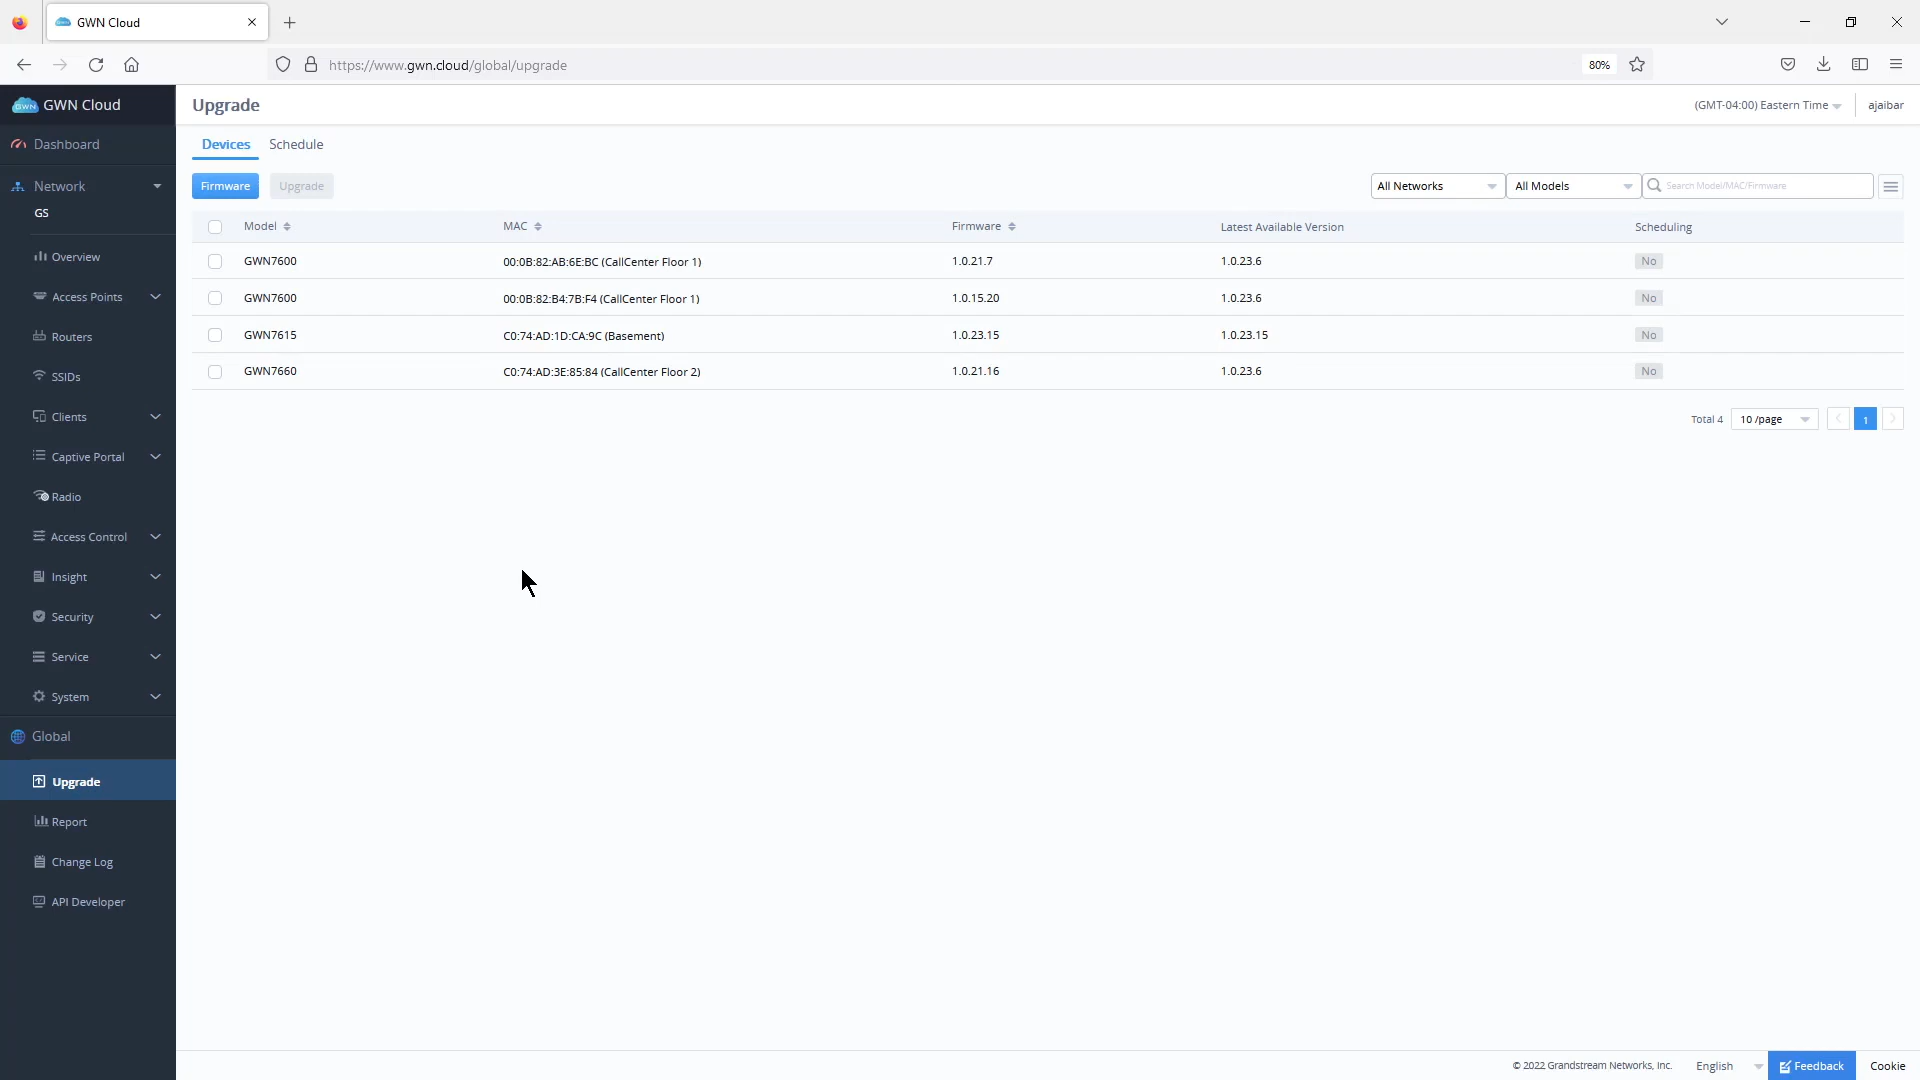 GWN Cloud
https://www.gwn.cloud/global/upgrade
80%
GWN GWN Cloud
Upgrade
(GMT-04:00) Eastern Time
ajaibar
Dashboard
Network
GS
Overview
Access Points
Routers
SSIDs
Clients
Captive Portal
Radio
Access Control
Insight
Security
Service
System
Global
Upgrade
Report
Change Log
API Developer
Devices Schedule
Firmware Upgrade
All Networks All Models Search Model/MAC/Firmware
Model MAC Firmware Latest Available Version Scheduling
GWN7600 00:0B:82:AB:6E:BC (CallCenter Floor 1) 1.0.21.7 1.0.23.6 No
GWN7600 00:0B:82:B4:7B:F4 (CallCenter Floor 1) 1.0.15.20 1.0.23.6 No
GWN7615 C0:74:AD:1D:CA:9C (Basement) 1.0.23.15 1.0.23.15 No
GWN7660 C0:74:AD:3E:85:84 (CallCenter Floor 2) 1.0.21.16 1.0.23.6 No
Total 4 10 /page 1
© 2022 Grandstream Networks, Inc. English Feedback Cookie